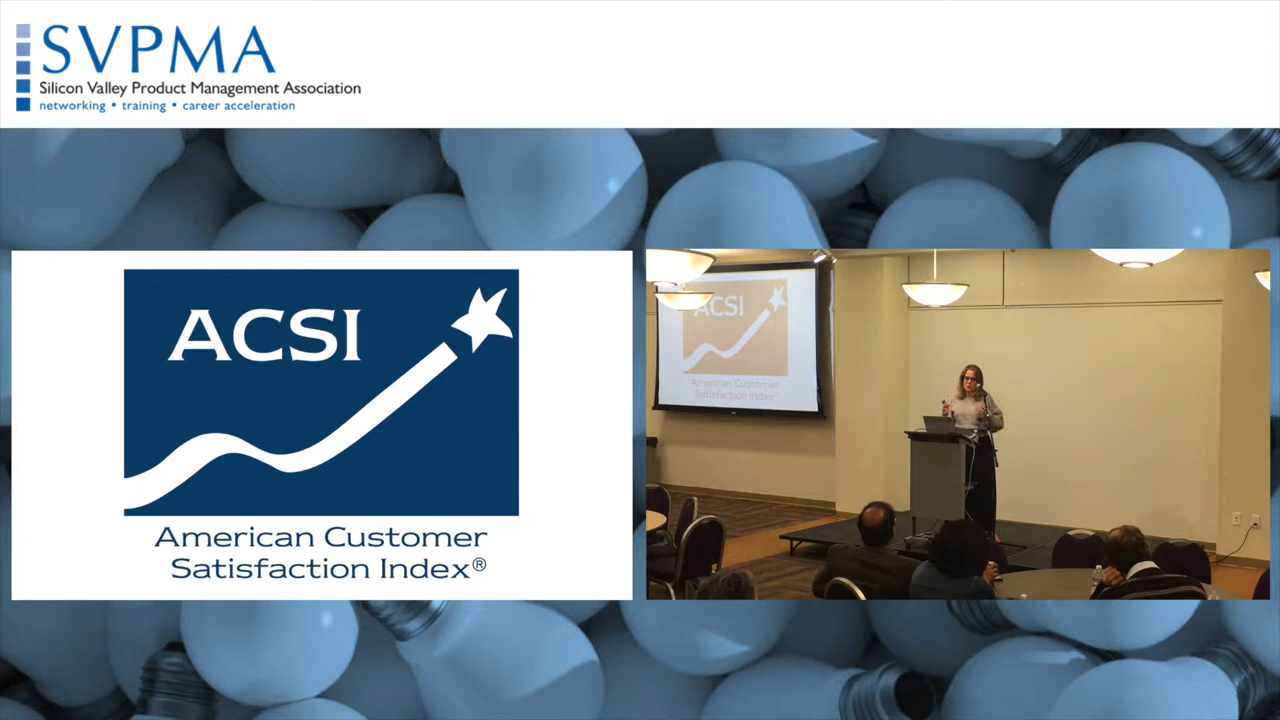 SVPMA
Silicon Valley Product Management Association
networking • training • career acceleration
ACSI
American Customer
Satisfaction Index®
ACSI
American Customer
Satisfaction Index®